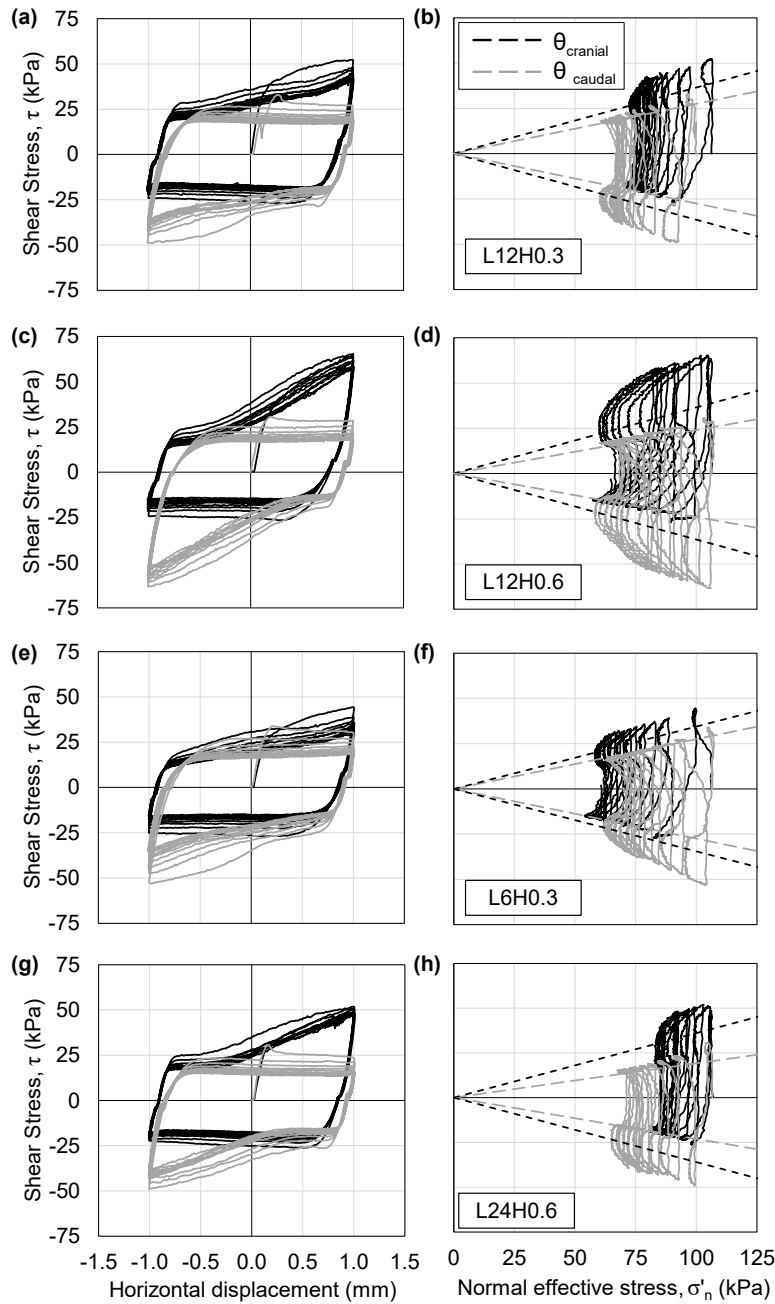 (a)
75
50
25
0
-25
-50
-75
Shear Stress, τ (kPa)
(b)
θcranial
θcaudal
L12H0.3
(c)
75
50
25
0
-25
-50
-75
Shear Stress, τ (kPa)
(d)
L12H0.6
(e)
75
50
25
0
-25
-50
-75
Shear Stress, τ (kPa)
(f)
L6H0.3
(g)
75
50
25
0
-25
-50
-75
Shear Stress, τ (kPa)
-1.5 -1.0 -0.5 0.0 0.5 1.0 1.5
Horizontal displacement (mm)
(h)
L24H0.6
0 25 50 75 100 125
Normal effective stress, σ'n (kPa)